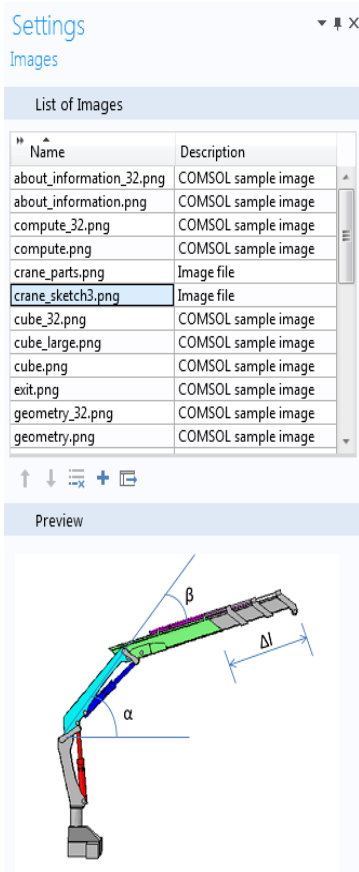 Settings
Images
List of Images
Name Description
about_information_32.png COMSOL sample image
about_information.png COMSOL sample image
compute_32.png COMSOL sample image
compute.png COMSOL sample image
crane_parts.png Image file
crane_sketch3.png Image file
cube_32.png COMSOL sample image
cube_large.png COMSOL sample image
cube.png COMSOL sample image
exit.png COMSOL sample image
geometry_32.png COMSOL sample image
geometry.png COMSOL sample image
Preview
β
Δl
α